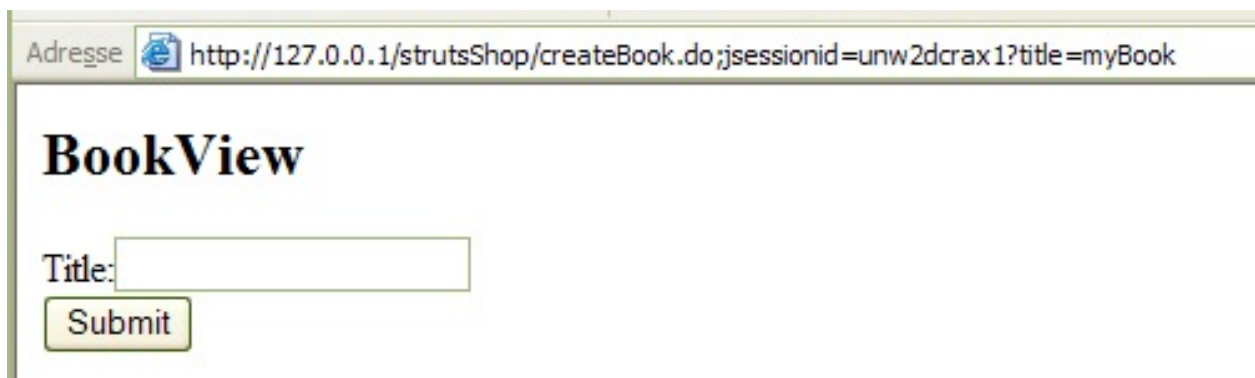 Adresse http://127.0.0.1/strutsShop/createBook.do;jsessionid=unw2dcrax1?title=myBook
BookView
Title:
Submit